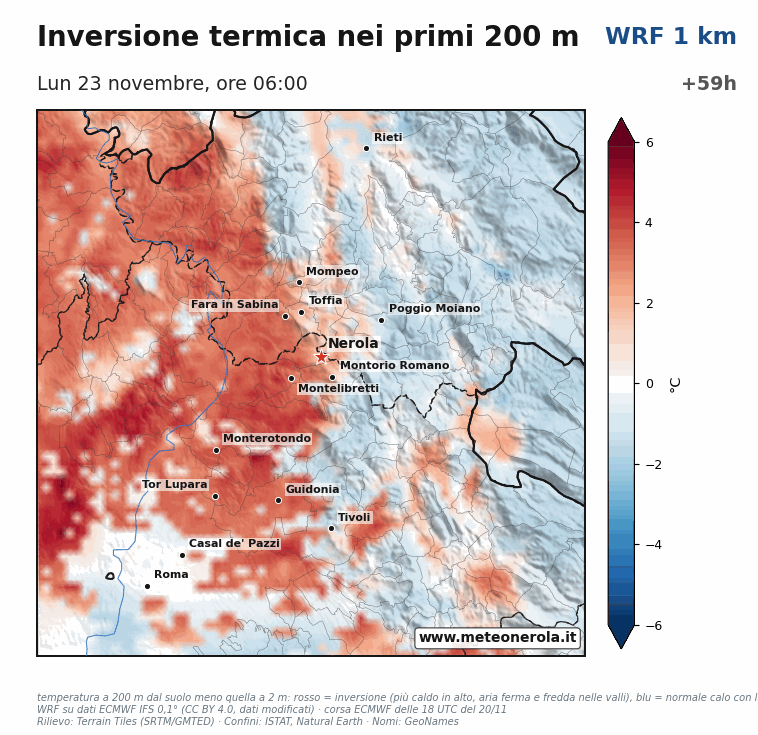 Inversione termica nei primi 200 m
WRF 1 km
Lun 23 novembre, ore 06:00
+59h
Rieti
Mompeo
Toffia
Fara in Sabina
Poggio Moiano
Nerola
Montorio Romano
Montelibretti
Monterotondo
Tor Lupara
Guidonia
Tivoli
Casal de' Pazzi
Roma
www.meteonerola.it
6
4
2
0
−2
−4
−6
°C
temperatura a 200 m dal suolo meno quella a 2 m: rosso = inversione (più caldo in alto, aria ferma e fredda nelle valli), blu = normale calo con
WRF su dati ECMWF IFS 0,1° (CC BY 4.0, dati modificati) · corsa ECMWF delle 18 UTC del 20/11
Rilievo: Terrain Tiles (SRTM/GMTED) · Confini: ISTAT, Natural Earth · Nomi: GeoNames